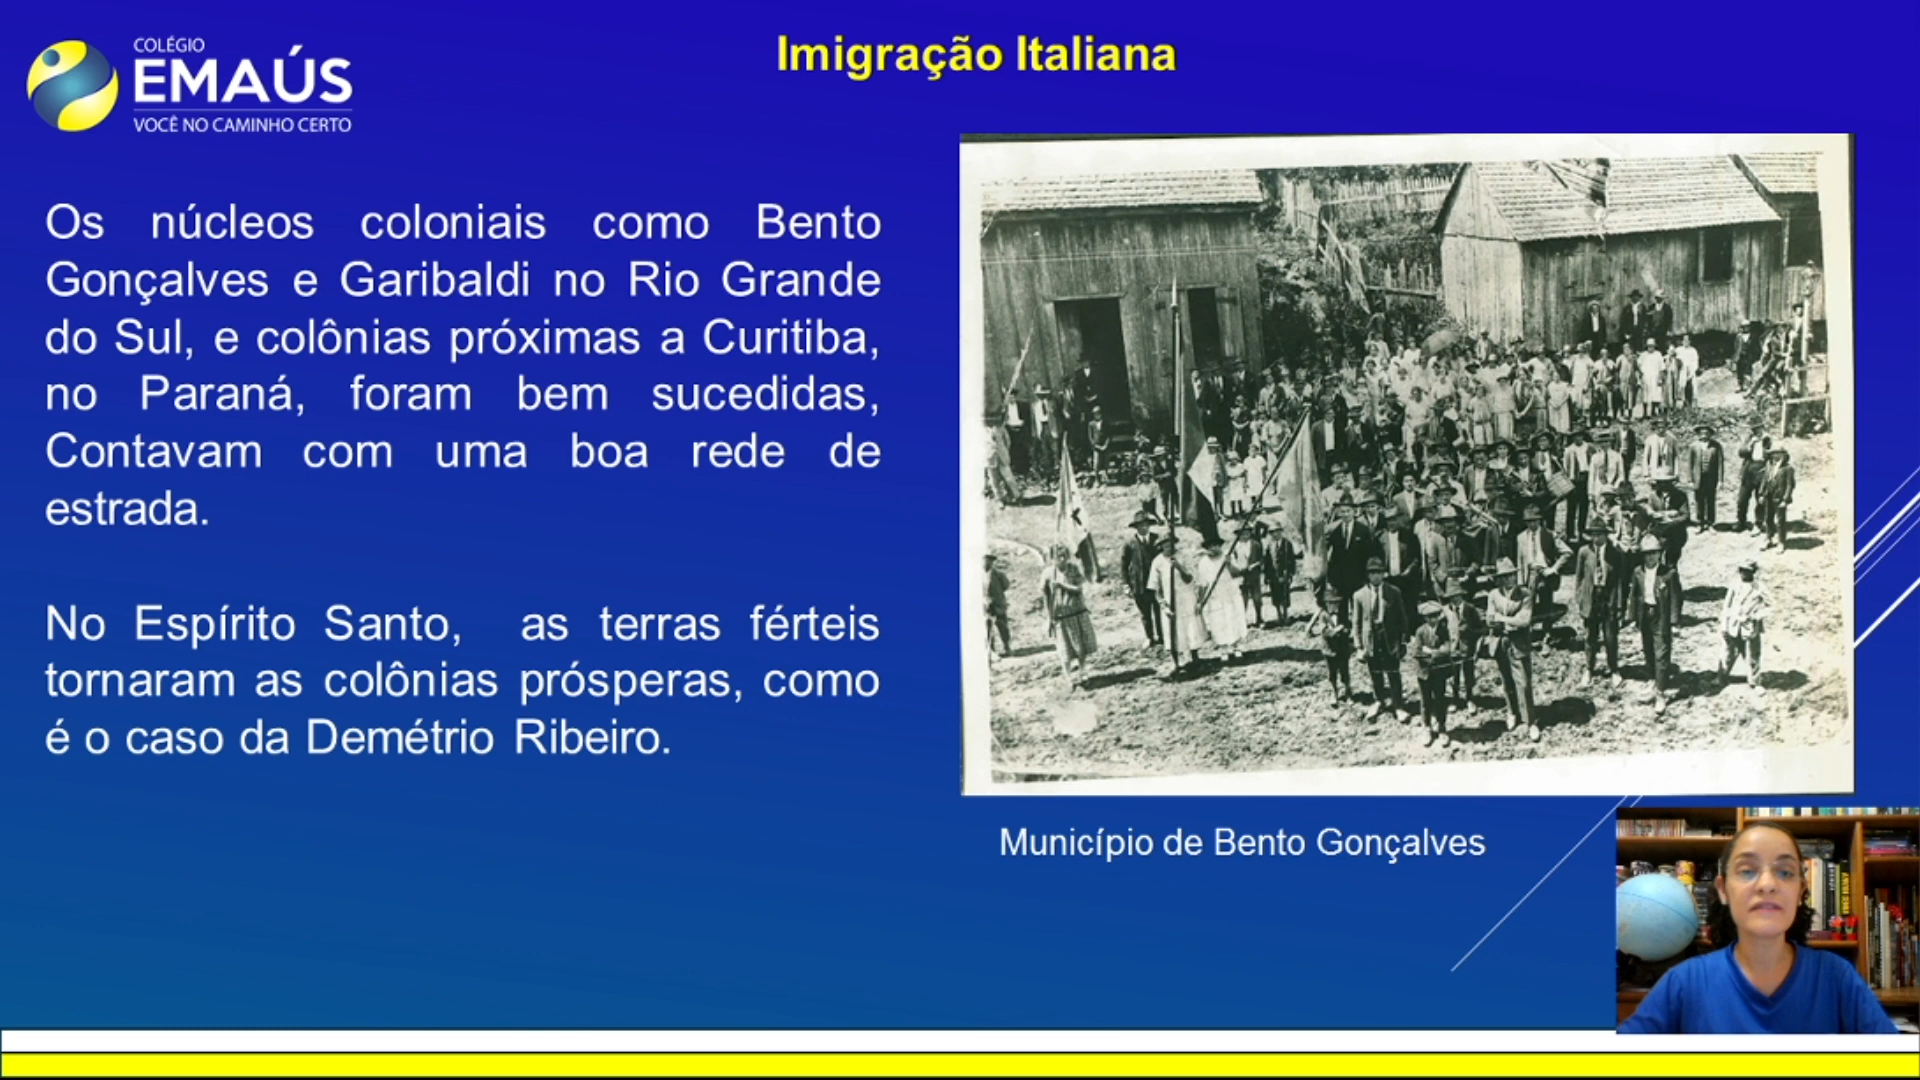 COLÉGIO
EMAÚS
VOCÊ NO CAMINHO CERTO
Imigração Italiana
Os núcleos coloniais como Bento
Gonçalves e Garibaldi no Rio Grande
do Sul, e colônias próximas a Curitiba,
no Paraná, foram bem sucedidas,
Contavam com uma boa rede de
estrada.
No Espírito Santo, as terras férteis
tornaram as colônias prósperas, como
é o caso da Demétrio Ribeiro.
Município de Bento Gonçalves